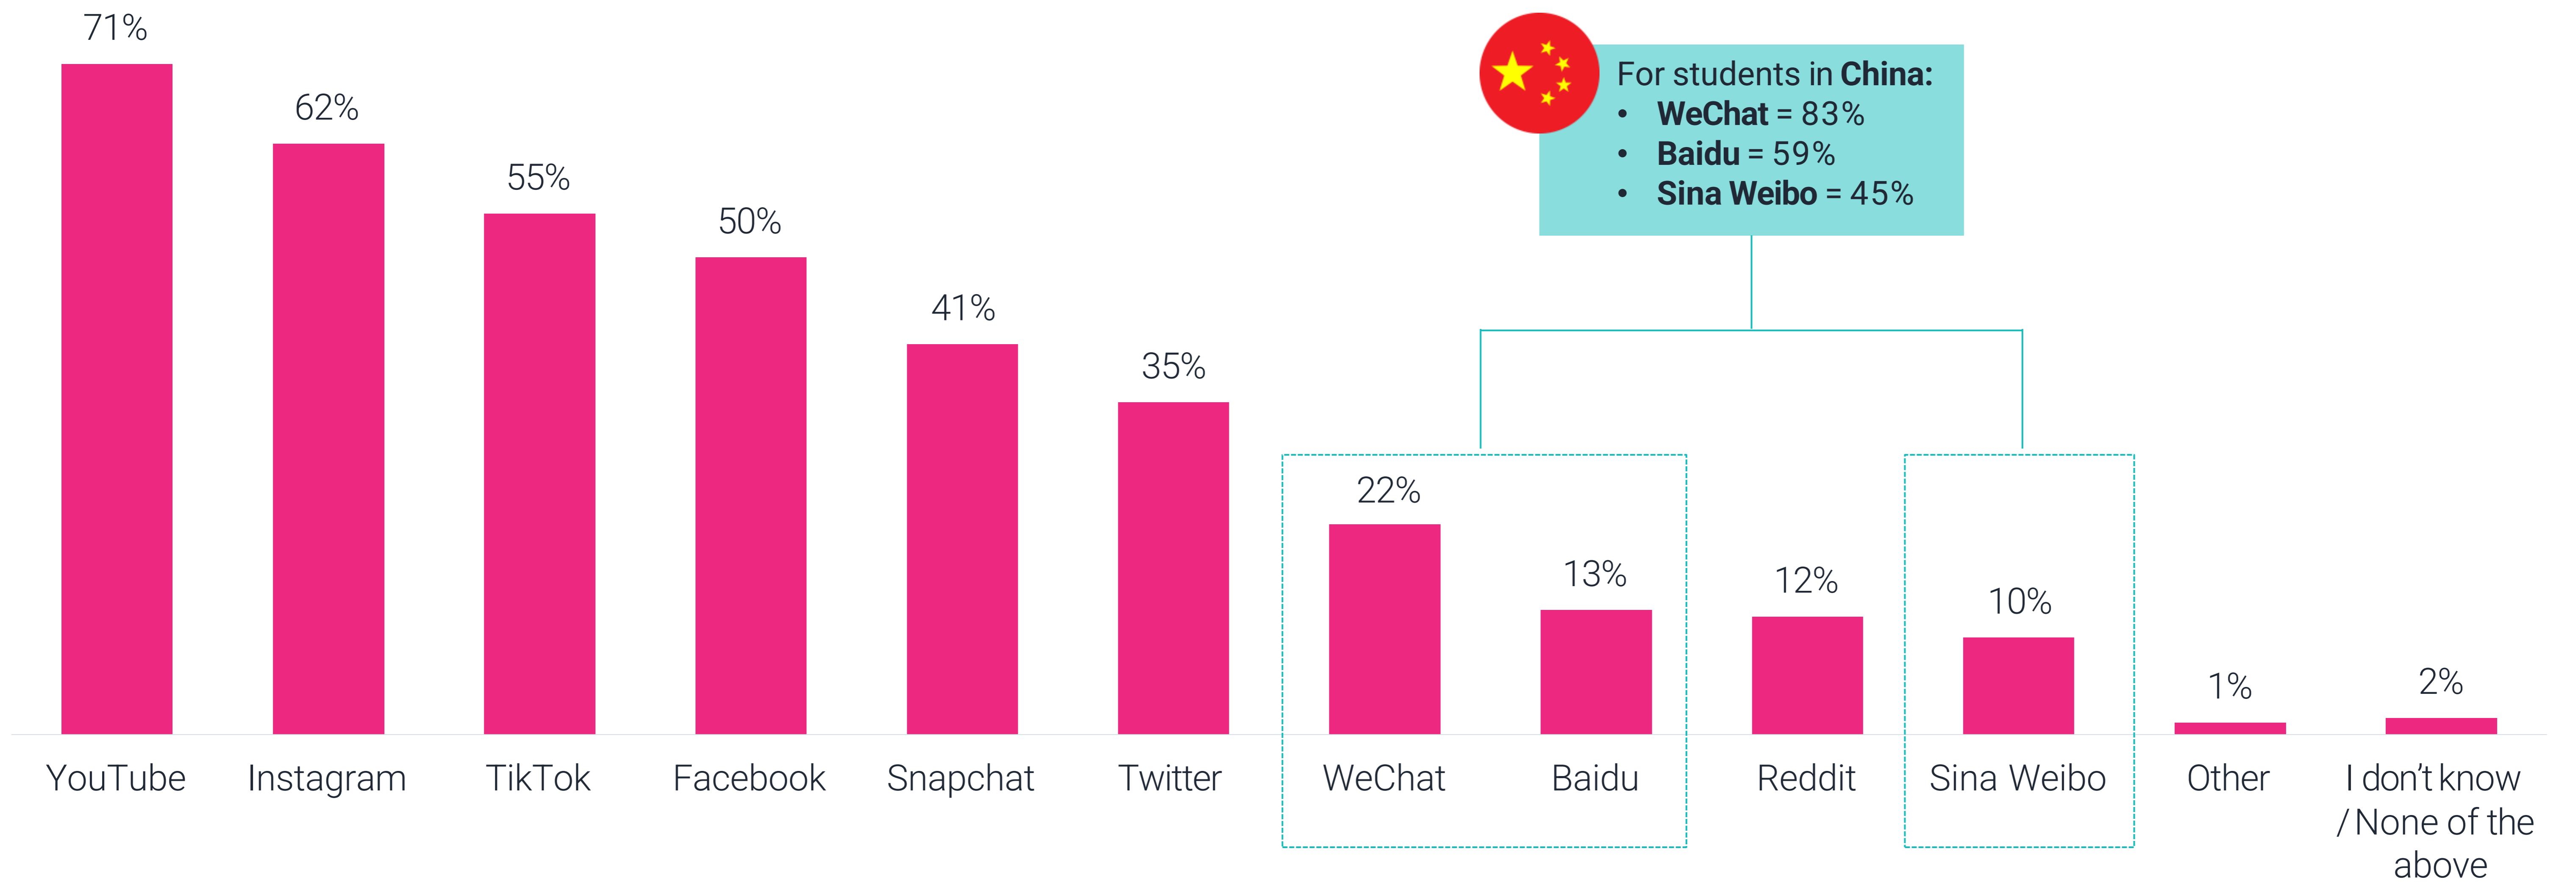 71%
62%
55%
50%
41%
35%
22%
13%
12%
10%
1%
2%
For students in China:
• WeChat = 83%
• Baidu = 59%
• Sina Weibo = 45%
YouTube
Instagram
TikTok
Facebook
Snapchat
Twitter
WeChat
Baidu
Reddit
Sina Weibo
Other
I don’t know
/ None of the
above